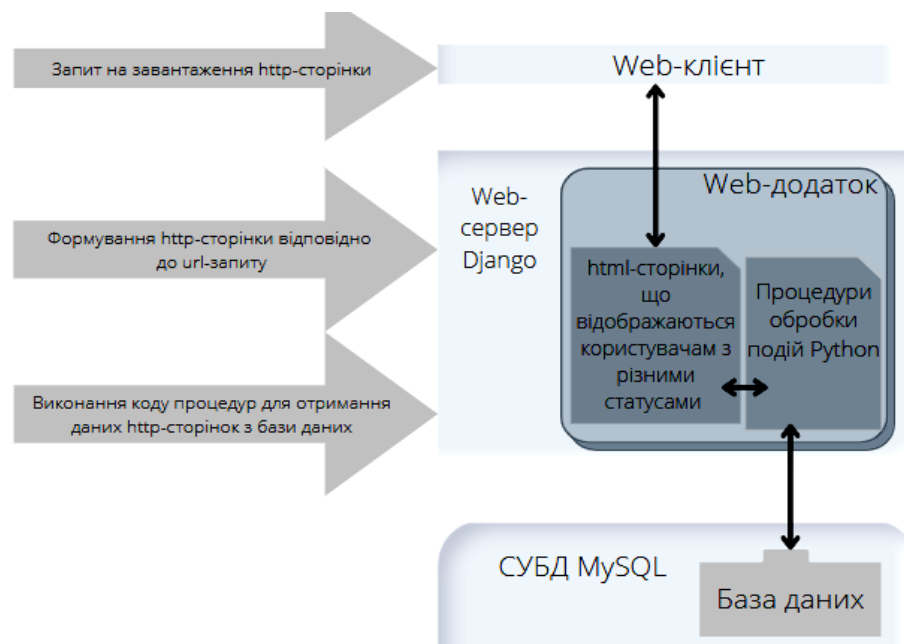 Запит на завантаження http-сторінки
Web-клієнт
Формування http-сторінки відповідно
до url-запиту
Web-
сервер
Django
Web-додаток
html-сторінки,
що
відображаються
користувачам з
різними
статусами
Процедури
обробки
подій Python
Виконання коду процедур для отримання
даних http-сторінок з бази даних
СУБД MySQL
База даних